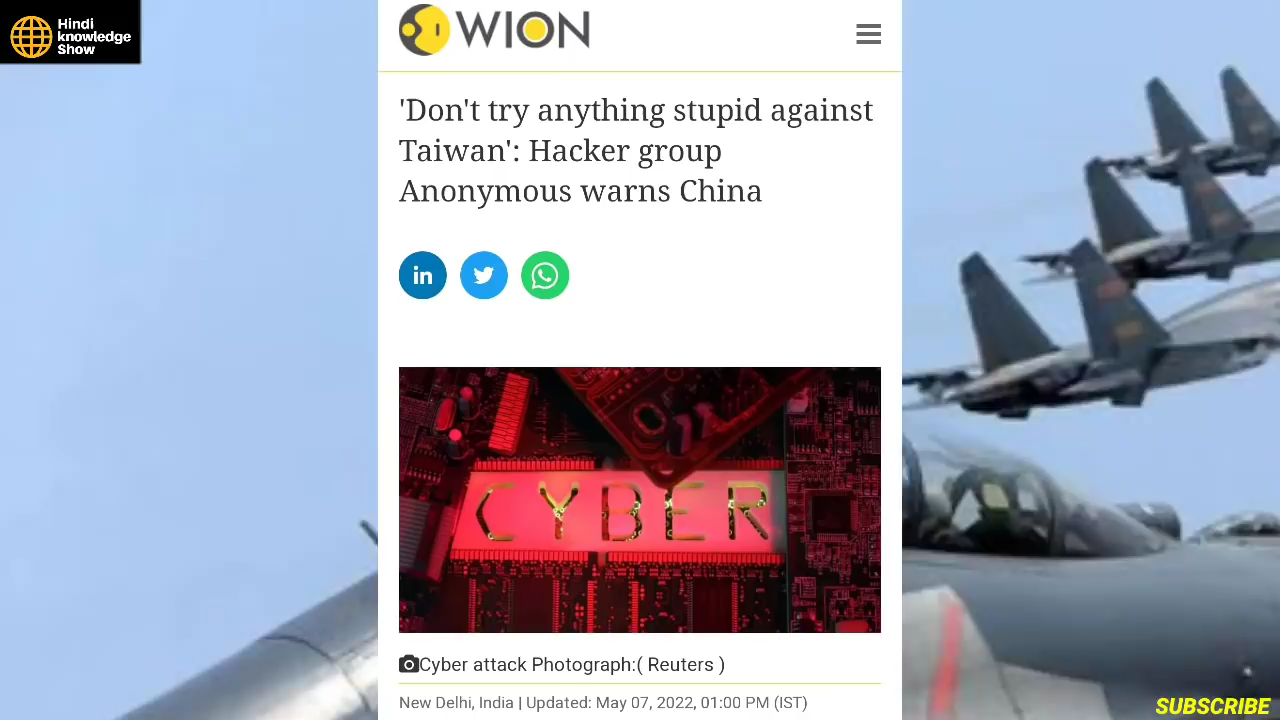 Hindi
knowledge
Show
WION
'Don't try anything stupid against
Taiwan': Hacker group
Anonymous warns China
in
CYBER
Cyber attack Photograph:( Reuters )
New Delhi, India | Updated: May 07, 2022, 01:00 PM (IST)
SUBSCRIBE